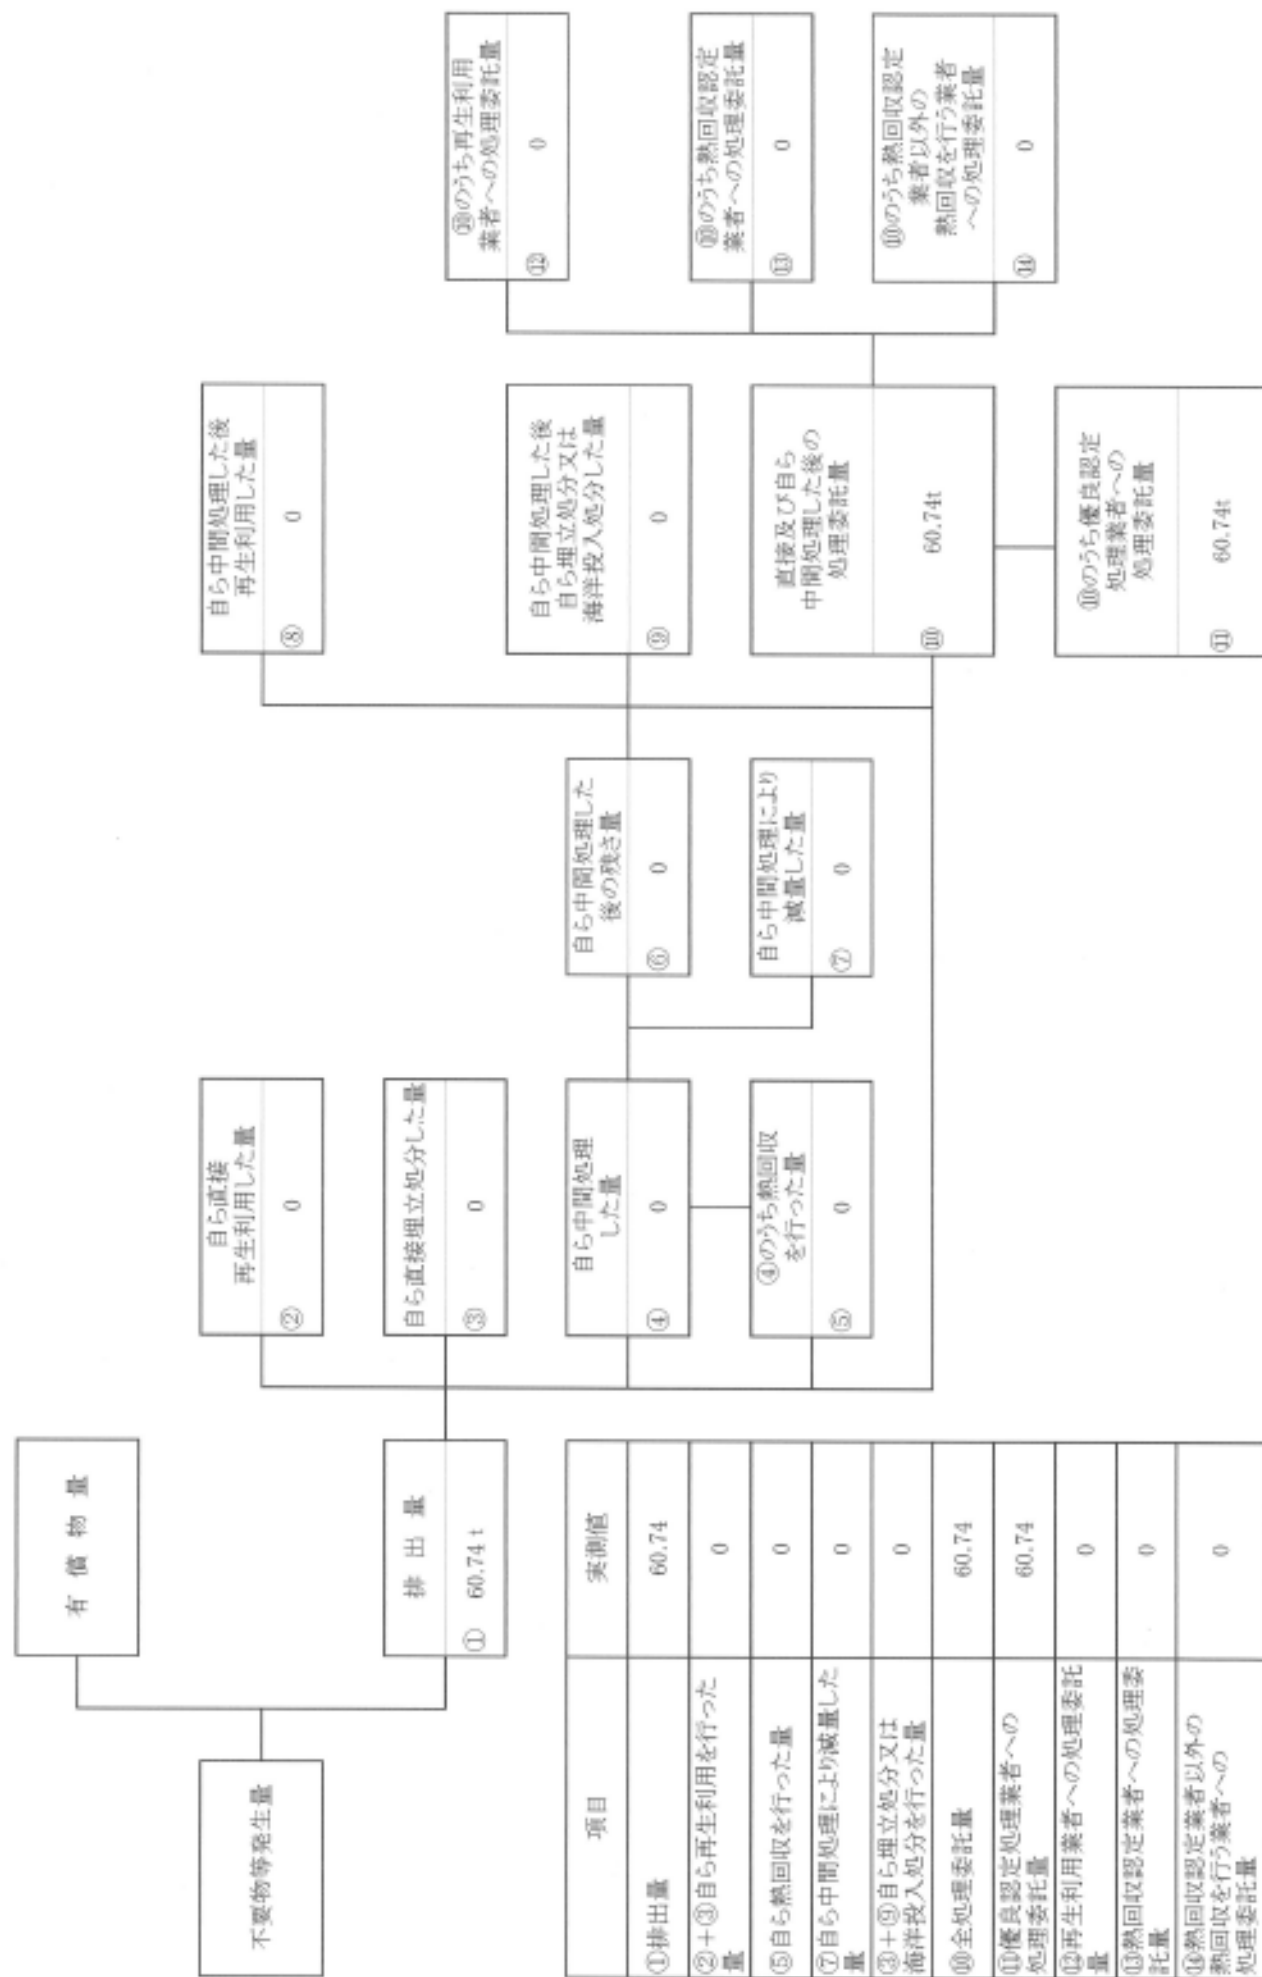 不要物等発生量
有償物量
排出量
① 60.74 t
自ら直接
再生利用した量
② 0
自ら直接埋立処分した量
③ 0
自ら中間処理
した量
④ 0
④のうち熱回収
を行った量
⑤ 0
自ら中間処理した
後の残さ量
⑥ 0
自ら中間処理により
減量した量
⑦ 0
自ら中間処理した後
再生利用した量
⑧ 0
自ら中間処理した後
自ら埋立処分又は
海洋投入処分した量
⑨ 0
直接及び自ら
中間処理した後の
処理委託量
⑩ 60.74t
⑩のうち優良認定
処理業者への
処理委託量
⑪ 60.74t
⑩のうち再生利用
業者への処理委託量
⑫ 0
⑩のうち熱回収認定
業者への処理委託量
⑬ 0
⑩のうち熱回収認定
業者以外の
熱回収を行う業者
への処理委託量
⑭ 0
項目 実測値
①排出量 60.74
②+⑧自ら再生利用を行った
量 0
⑤自ら熱回収を行った量 0
⑦自ら中間処理により減量した
量 0
③+⑨自ら埋立処分又は
海洋投入処分を行った量 0
⑩全処理委託量 60.74
⑪優良認定処理業者への
処理委託量 60.74
⑫再生利用業者への処理委託
量 0
⑬熱回収認定業者への処理委
託量 0
⑭熱回収認定業者以外の
熱回収を行う業者への
処理委託量 0